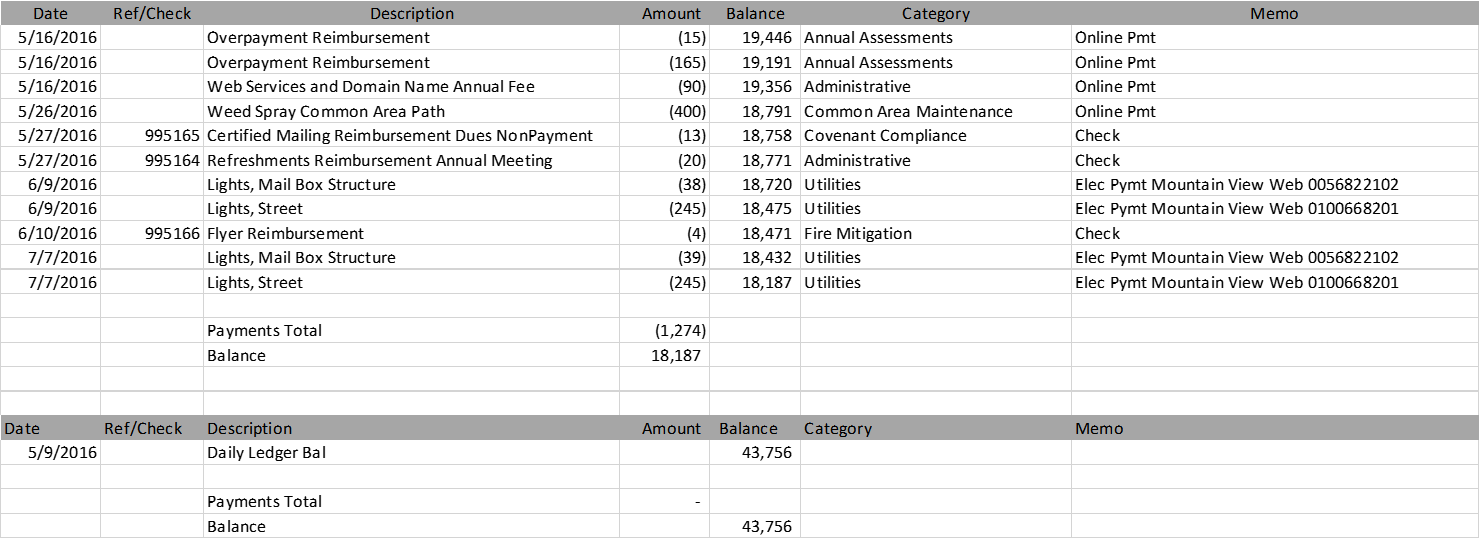 Date Ref/Check Description Amount Balance Category Memo
5/16/2016 Overpayment Reimbursement (15) 19,446 Annual Assessments Online Pmt
5/16/2016 Overpayment Reimbursement (165) 19,191 Annual Assessments Online Pmt
5/16/2016 Web Services and Domain Name Annual Fee (90) 19,356 Administrative Online Pmt
5/26/2016 Weed Spray Common Area Path (400) 18,791 Common Area Maintenance Online Pmt
5/27/2016 995165 Certified Mailing Reimbursement Dues NonPayment (13) 18,758 Covenant Compliance Check
5/27/2016 995164 Refreshments Reimbursement Annual Meeting (20) 18,771 Administrative Check
6/9/2016 Lights, Mail Box Structure (38) 18,720 Utilities Elec Pymt Mountain View Web 0056822102
6/9/2016 Lights, Street (245) 18,475 Utilities Elec Pymt Mountain View Web 0100668201
6/10/2016 995166 Flyer Reimbursement (4) 18,471 Fire Mitigation Check
7/7/2016 Lights, Mail Box Structure (39) 18,432 Utilities Elec Pymt Mountain View Web 0056822102
7/7/2016 Lights, Street (245) 18,187 Utilities Elec Pymt Mountain View Web 0100668201
Payments Total (1,274)
Balance 18,187
Date Ref/Check Description Amount Balance Category Memo
5/9/2016 Daily Ledger Bal 43,756
Payments Total -
Balance 43,756